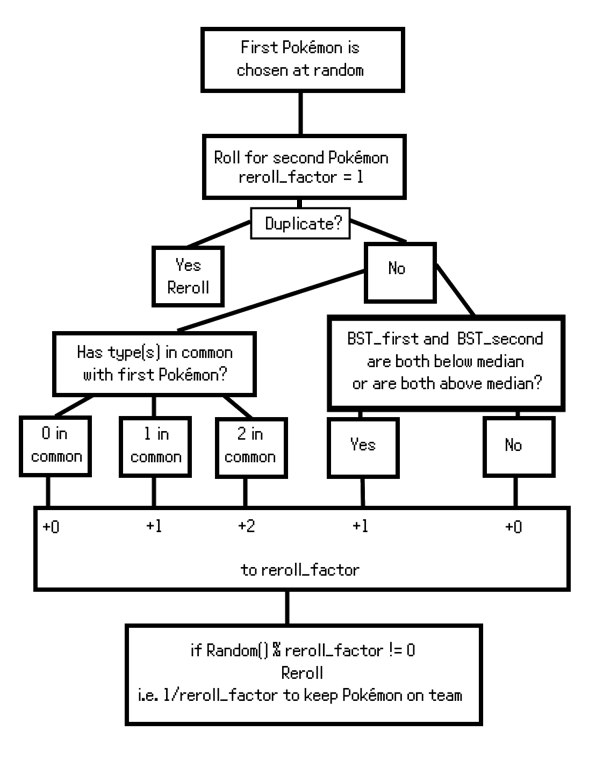 First Pokémon is
chosen at random
Roll for second Pokémon
reroll_factor = 1
Duplicate?
Yes
Reroll
No
Has type(s) in common
with first Pokémon?
BST_first and BST_second
are both below median
or are both above median?
0 in
common
1 in
common
2 in
common
Yes
No
+0
+1
+2
+1
+0
to reroll_factor
if Random() % reroll_factor != 0
Reroll
i.e. 1/reroll_factor to keep Pokémon on team